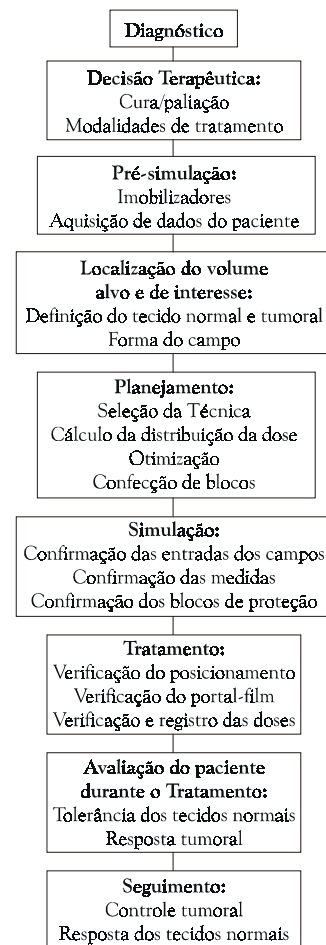 Diagnóstico
Decisão Terapêutica:
Cura/paliação
Modalidades de tratamento
Pré-simulação:
Imobilizadores
Aquisição de dados do paciente
Localização do volume
alvo e de interesse:
Definição do tecido normal e tumoral
Forma do campo
Planejamento:
Seleção da Técnica
Cálculo da distribuição da dose
Otimização
Confecção de blocos
Simulação:
Confirmação das entradas dos campos
Confirmação das medidas
Confirmação dos blocos de proteção
Tratamento:
Verificação do posicionamento
Verificação do portal-film
Verificação e registro das doses
Avaliação do paciente
durante o Tratamento:
Tolerância dos tecidos normais
Resposta tumoral
Seguimento:
Controle tumoral
Resposta dos tecidos normais